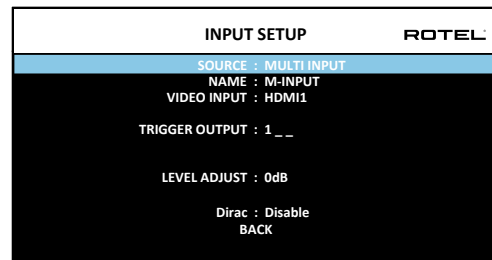 INPUT SETUP ROTEL
SOURCE : MULTI INPUT
NAME : M-INPUT
VIDEO INPUT : HDMI1
TRIGGER OUTPUT : 1 _ _
LEVEL ADJUST : 0dB
Dirac : Disable
BACK